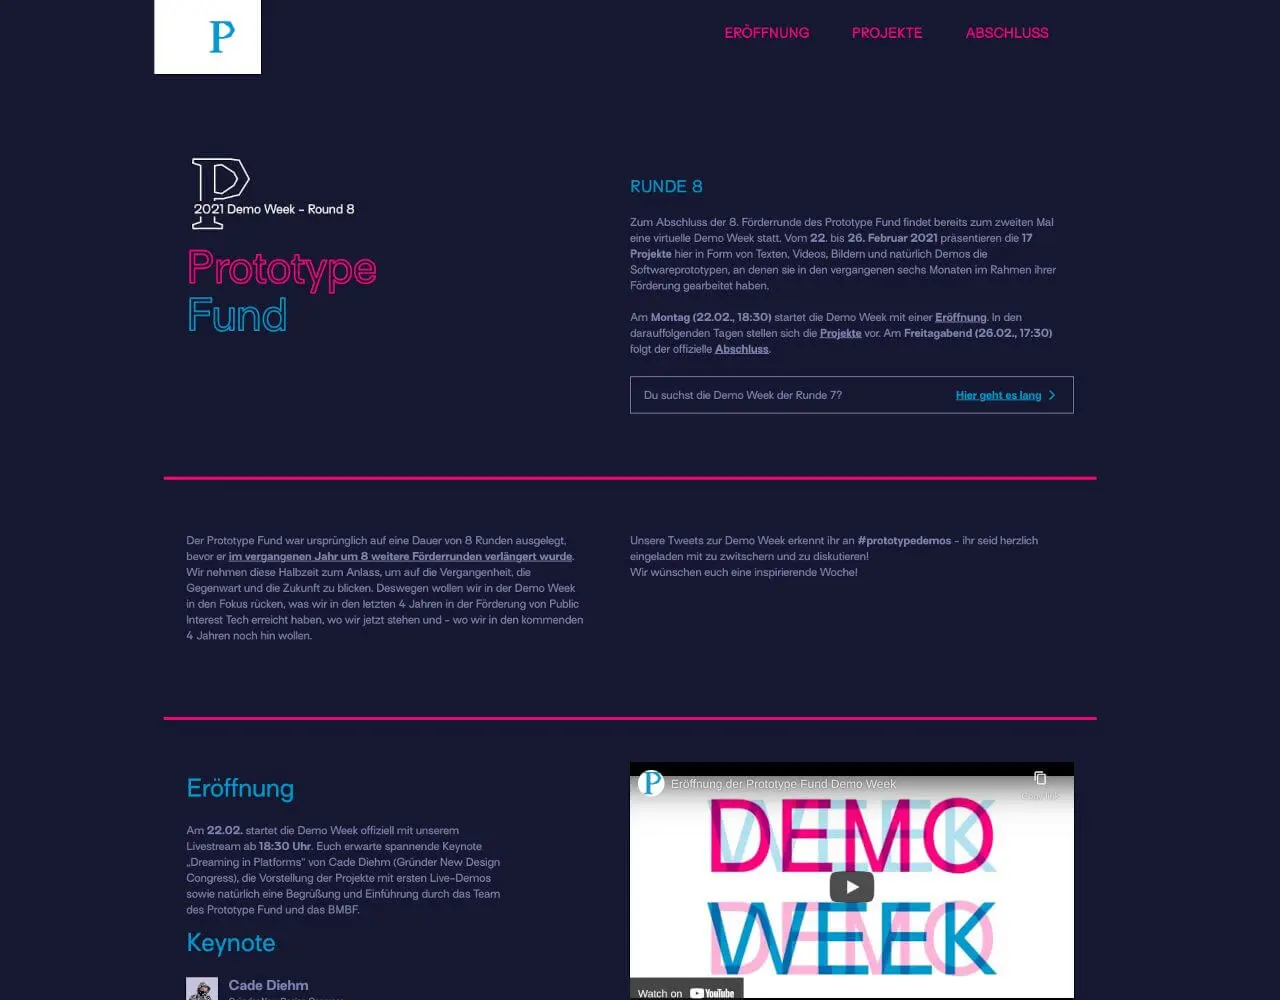 P
ERÖFFNUNG PROJEKTE ABSCHLUSS
P
2021 Demo Week - Round 8
Prototype
Fund
RUNDE 8
Zum Abschluss der 8. Förderrunde des Prototype Fund findet bereits zum zweiten Mal
eine virtuelle Demo Week statt. Vom 22. bis 26. Februar 2021 präsentieren die 17
Projekte hier in Form von Texten, Videos, Bildern und natürlich Demos die
Softwareprototypen, an denen sie in den vergangenen sechs Monaten im Rahmen ihrer
Förderung gearbeitet haben.
Am Montag (22.02., 18:30) startet die Demo Week mit einer Eröffnung. In den
darauffolgenden Tagen stellen sich die Projekte vor. Am Freitagabend (26.02., 17:30)
folgt der offizielle Abschluss.
Du suchst die Demo Week der Runde 7? Hier geht es lang
Der Prototype Fund war ursprünglich auf eine Dauer von 8 Runden ausgelegt,
bevor er im vergangenen Jahr um 8 weitere Förderrunden verlängert wurde.
Wir nehmen diese Halbzeit zum Anlass, um auf die Vergangenheit, die
Gegenwart und die Zukunft zu blicken. Deswegen wollen wir in der Demo Week
in den Fokus rücken, was wir in den letzten 4 Jahren in der Förderung von Public
Interest Tech erreicht haben, wo wir jetzt stehen und - wo wir in den kommenden
4 Jahren noch hin wollen.
Unsere Tweets zur Demo Week erkennt ihr an #prototypedemos - ihr seid herzlich
eingeladen mit zu zwitschern und zu diskutieren!
Wir wünschen euch eine inspirierende Woche!
Eröffnung
Am 22.02. startet die Demo Week offiziell mit unserem
Livestream ab 18:30 Uhr. Euch erwarte spannende Keynote
„Dreaming in Platforms" von Cade Diehm (Gründer New Design
Congress), die Vorstellung der Projekte mit ersten Live-Demos
sowie natürlich eine Begrüßung und Einführung durch das Team
des Prototype Fund und das BMBF.
Keynote
Cade Diehm
P Eröffnung der Prototype Fund Demo Week
Copy link
DEMO
WEEK
Watch on YouTube